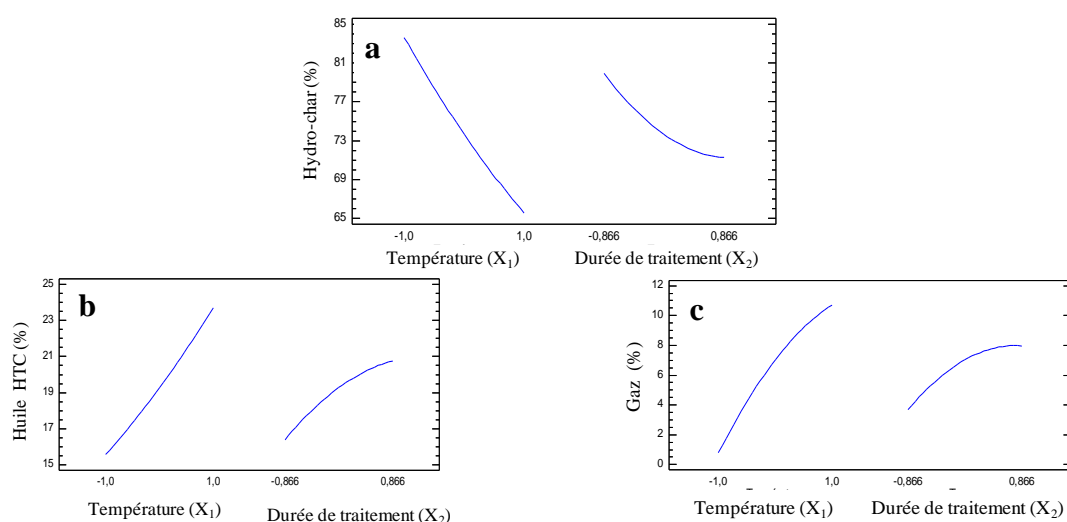 a
Hydro-char (%)
85
81
77
73
69
65
-1,0 1,0 -0,866 0,866
Température (X1) Durée de traitement (X2)
b
Huile HTC (%)
25
23
21
19
17
15
-1,0 1,0 -0,866 0,866
Température (X1) Durée de traitement (X2)
c
Gaz (%)
12
10
8
6
4
2
0
-1,0 1,0 -0,866 0,866
Température (X1) Durée de traitement (X2)